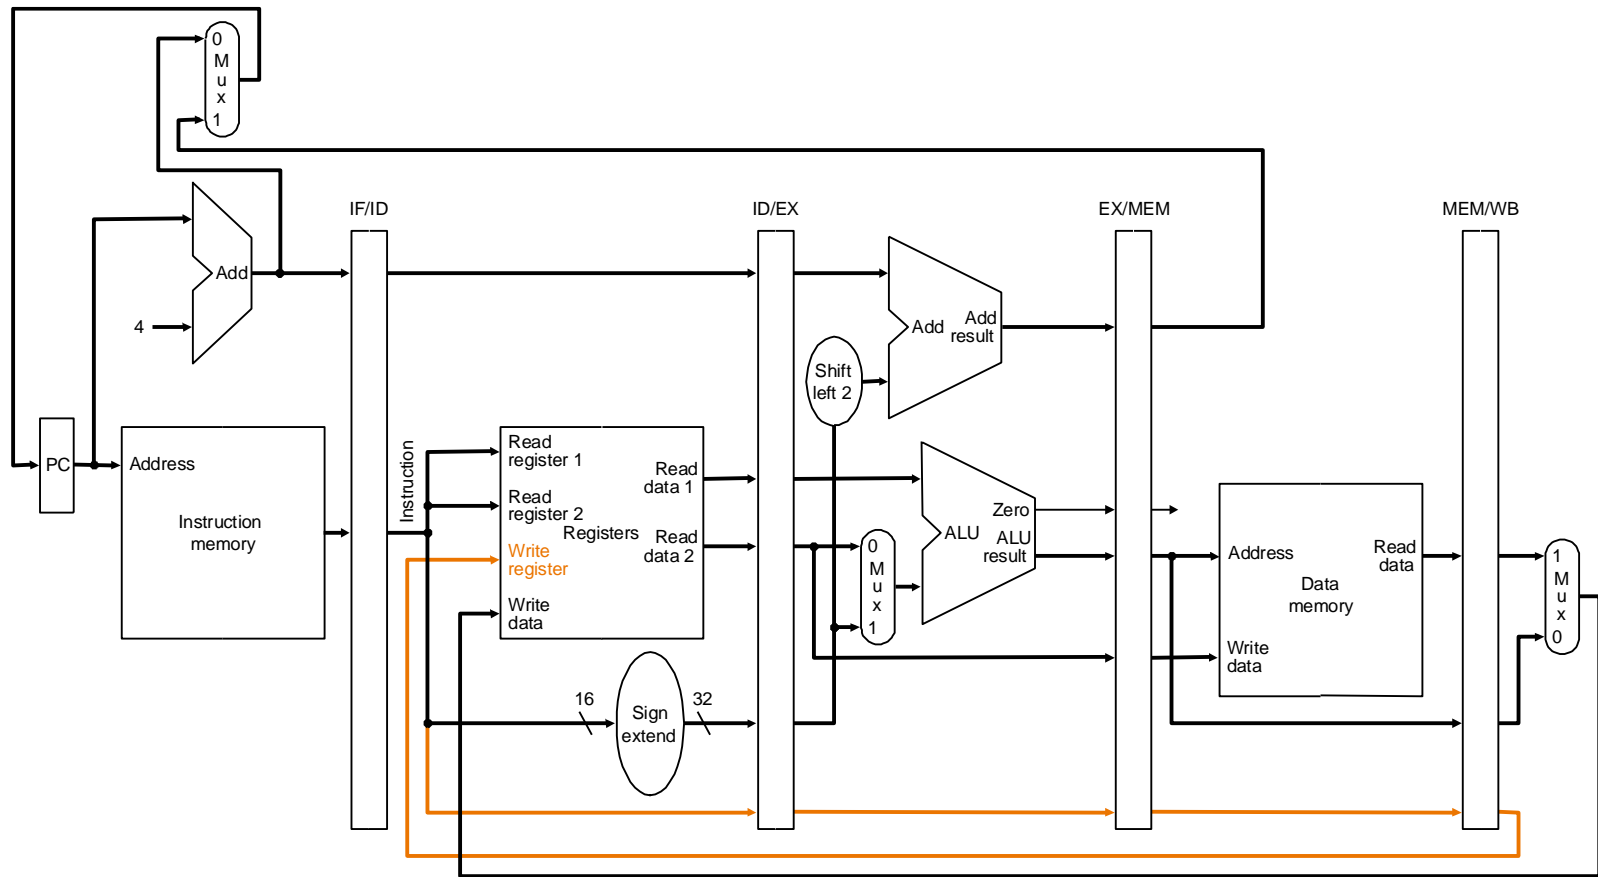 0
M
u
x
1
IF/ID
ID/EX
EX/MEM
MEM/WB
Add
4
Add
Add
result
Shift
left 2
PC
Address
Instruction
memory
Instruction
Read
register 1
Read
register 2
Write
register
Write
data
Registers
Read
data 1
Read
data 2
0
M
u
x
1
Zero
ALU
ALU
result
Address
Read
data
Data
memory
Write
data
1
M
u
x
0
16
Sign
extend
32